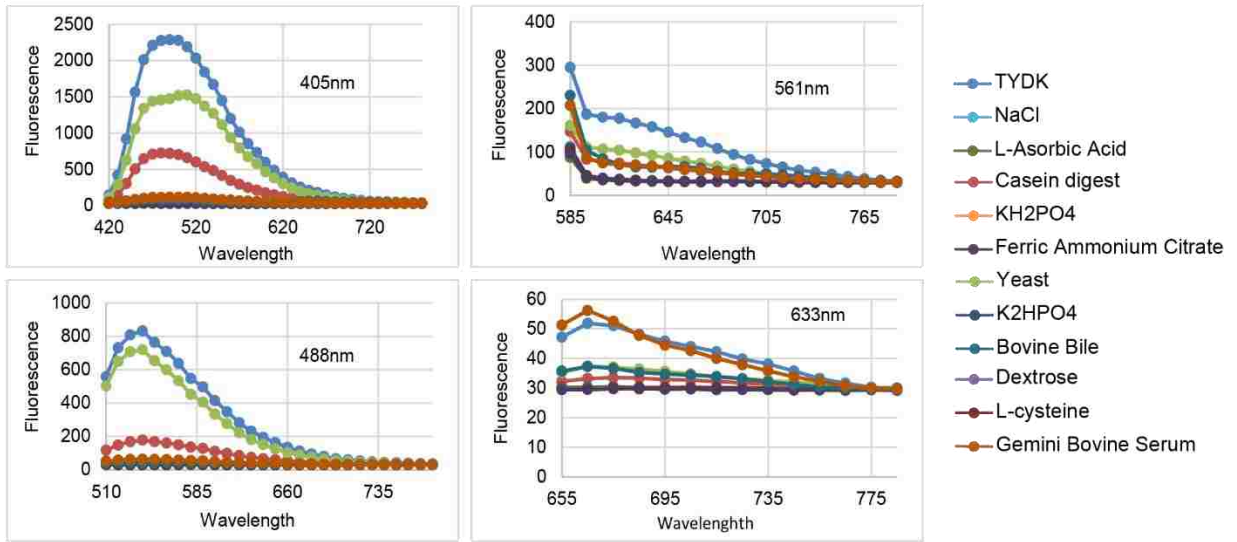 2500
2000
1500
1000
500
0
420 520 620 720
Fluorescence
Wavelength
405nm
400
300
200
100
0
585 645 705 765
Fluorescence
Wavelength
561nm
1000
800
600
400
200
0
510 585 660 735
Fluorescence
Wavelength
488nm
60
50
40
30
20
10
0
655 695 735 775
Fluorescence
Wavelenghth
633nm
TYDK
NaCl
L-Asorbic Acid
Casein digest
KH2PO4
Ferric Ammonium Citrate
Yeast
K2HPO4
Bovine Bile
Dextrose
L-cysteine
Gemini Bovine Serum